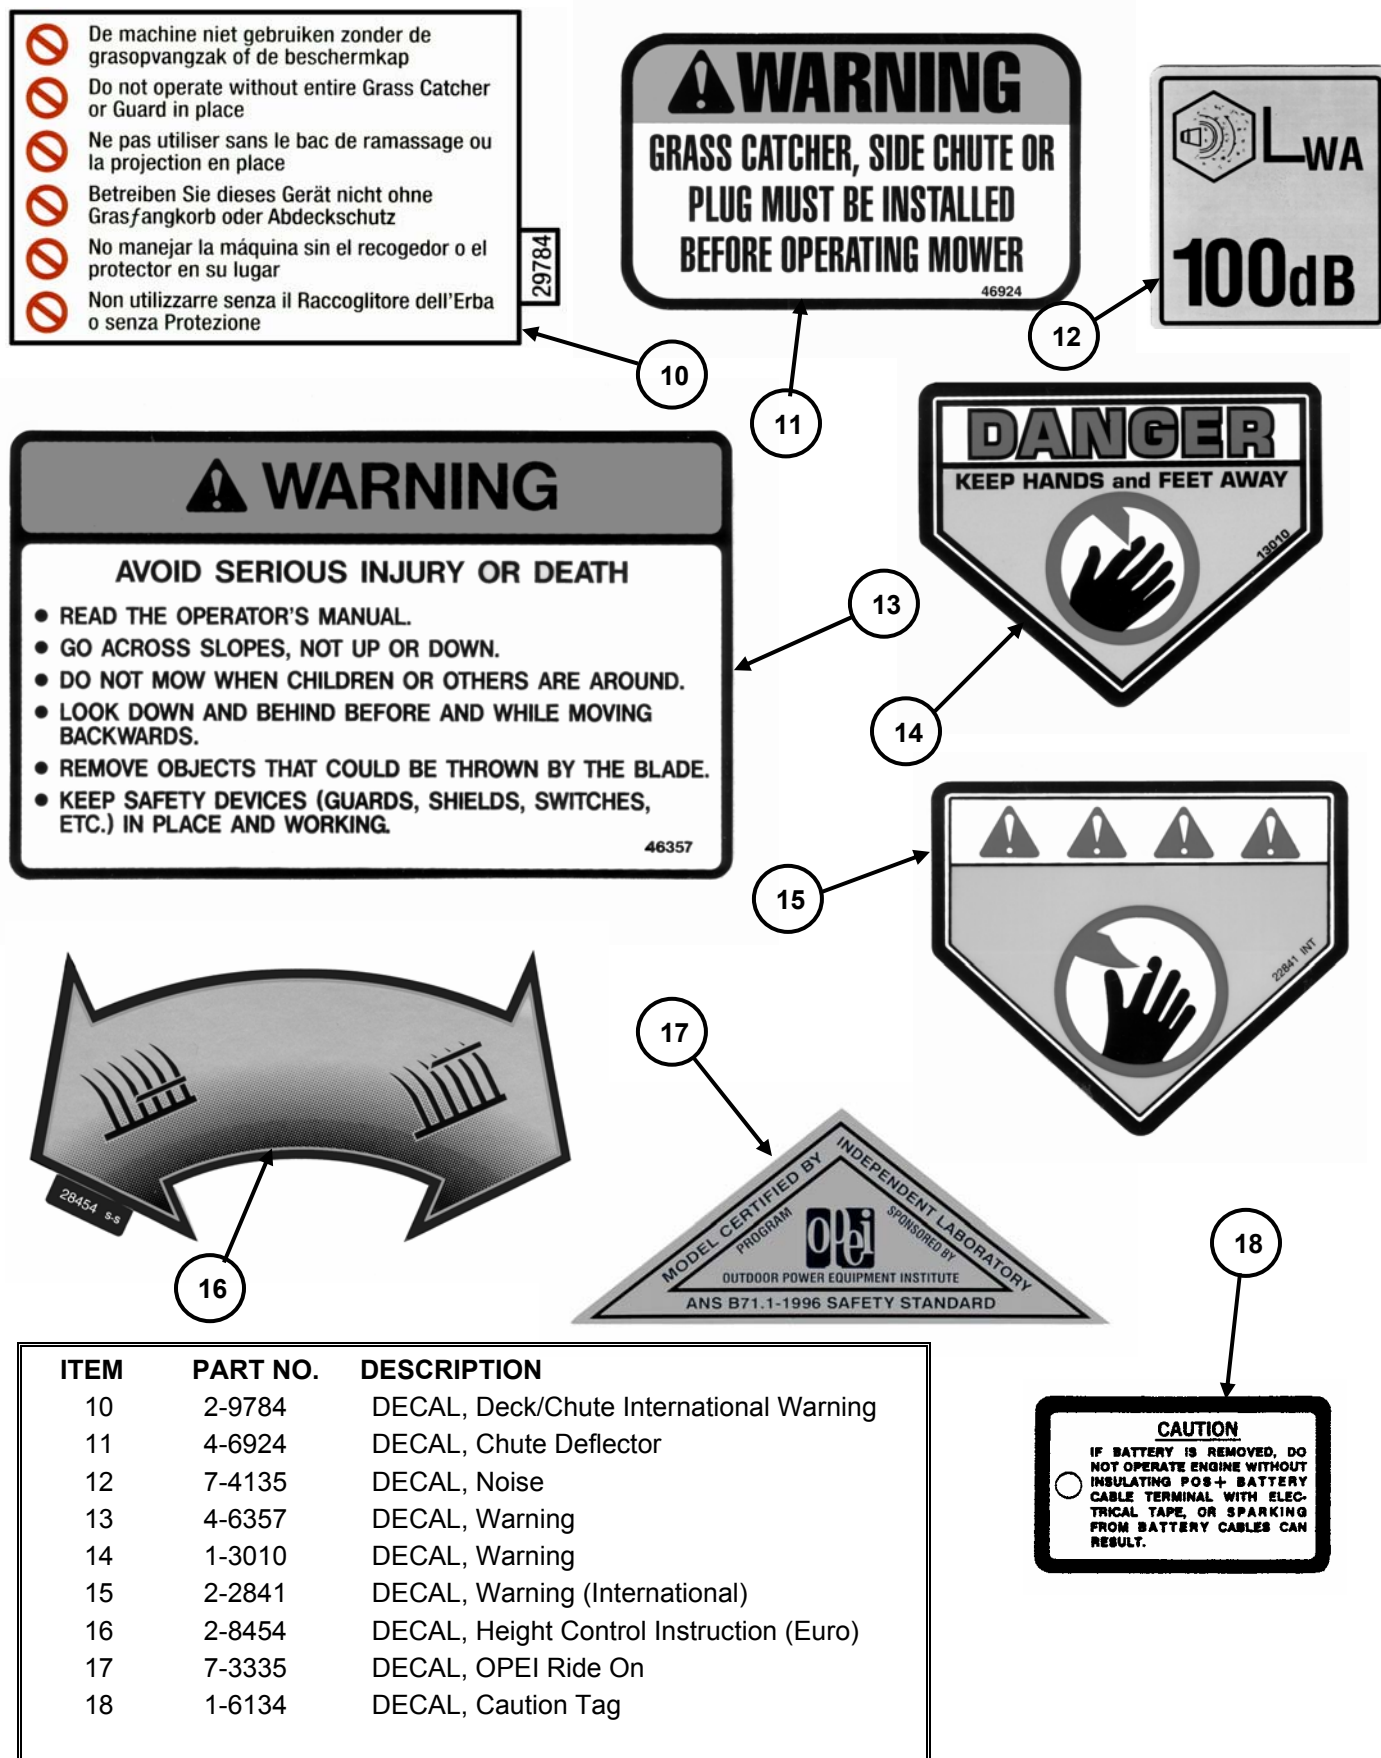 De machine niet gebruiken zonder de
grasopvangzak of de beschermkap
Do not operate without entire Grass Catcher
or Guard in place
Ne pas utiliser sans le bac de ramassage ou
la projection en place
Betreiben Sie dieses Gerät nicht ohne
Grasfangkorb oder Abdeckschutz
No manejar la máquina sin el recogedor o el
protector en su lugar
Non utilizzarre senza il Raccoglitore dell'Erba
o senza Protezione
29784
10
WARNING
GRASS CATCHER, SIDE CHUTE OR
PLUG MUST BE INSTALLED
BEFORE OPERATING MOWER
46924
11
LWA
100dB
12
WARNING
AVOID SERIOUS INJURY OR DEATH
● READ THE OPERATOR'S MANUAL.
● GO ACROSS SLOPES, NOT UP OR DOWN.
● DO NOT MOW WHEN CHILDREN OR OTHERS ARE AROUND.
● LOOK DOWN AND BEHIND BEFORE AND WHILE MOVING
BACKWARDS.
● REMOVE OBJECTS THAT COULD BE THROWN BY THE BLADE.
● KEEP SAFETY DEVICES (GUARDS, SHIELDS, SWITCHES,
ETC.) IN PLACE AND WORKING.
46357
13
DANGER
KEEP HANDS and FEET AWAY
13010
14
22841 INT
15
28454 S-S
16
17
MODEL CERTIFIED BY INDEPENDENT LABORATORY
PROGRAM SPONSORED BY
opei
OUTDOOR POWER EQUIPMENT INSTITUTE
ANS B71.1-1996 SAFETY STANDARD
18
CAUTION
IF BATTERY IS REMOVED, DO
NOT OPERATE ENGINE WITHOUT
INSULATING POS+ BATTERY
CABLE TERMINAL WITH ELEC-
TRICAL TAPE, OR SPARKING
FROM BATTERY CABLES CAN
RESULT.
ITEM PART NO. DESCRIPTION
10 2-9784 DECAL, Deck/Chute International Warning
11 4-6924 DECAL, Chute Deflector
12 7-4135 DECAL, Noise
13 4-6357 DECAL, Warning
14 1-3010 DECAL, Warning
15 2-2841 DECAL, Warning (International)
16 2-8454 DECAL, Height Control Instruction (Euro)
17 7-3335 DECAL, OPEI Ride On
18 1-6134 DECAL, Caution Tag